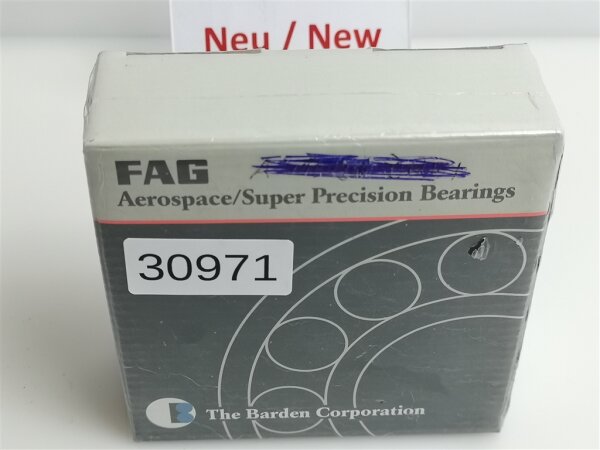 Neu / New
FAG
Aerospace/Super Precision Bearings
30971
The Barden Corporation